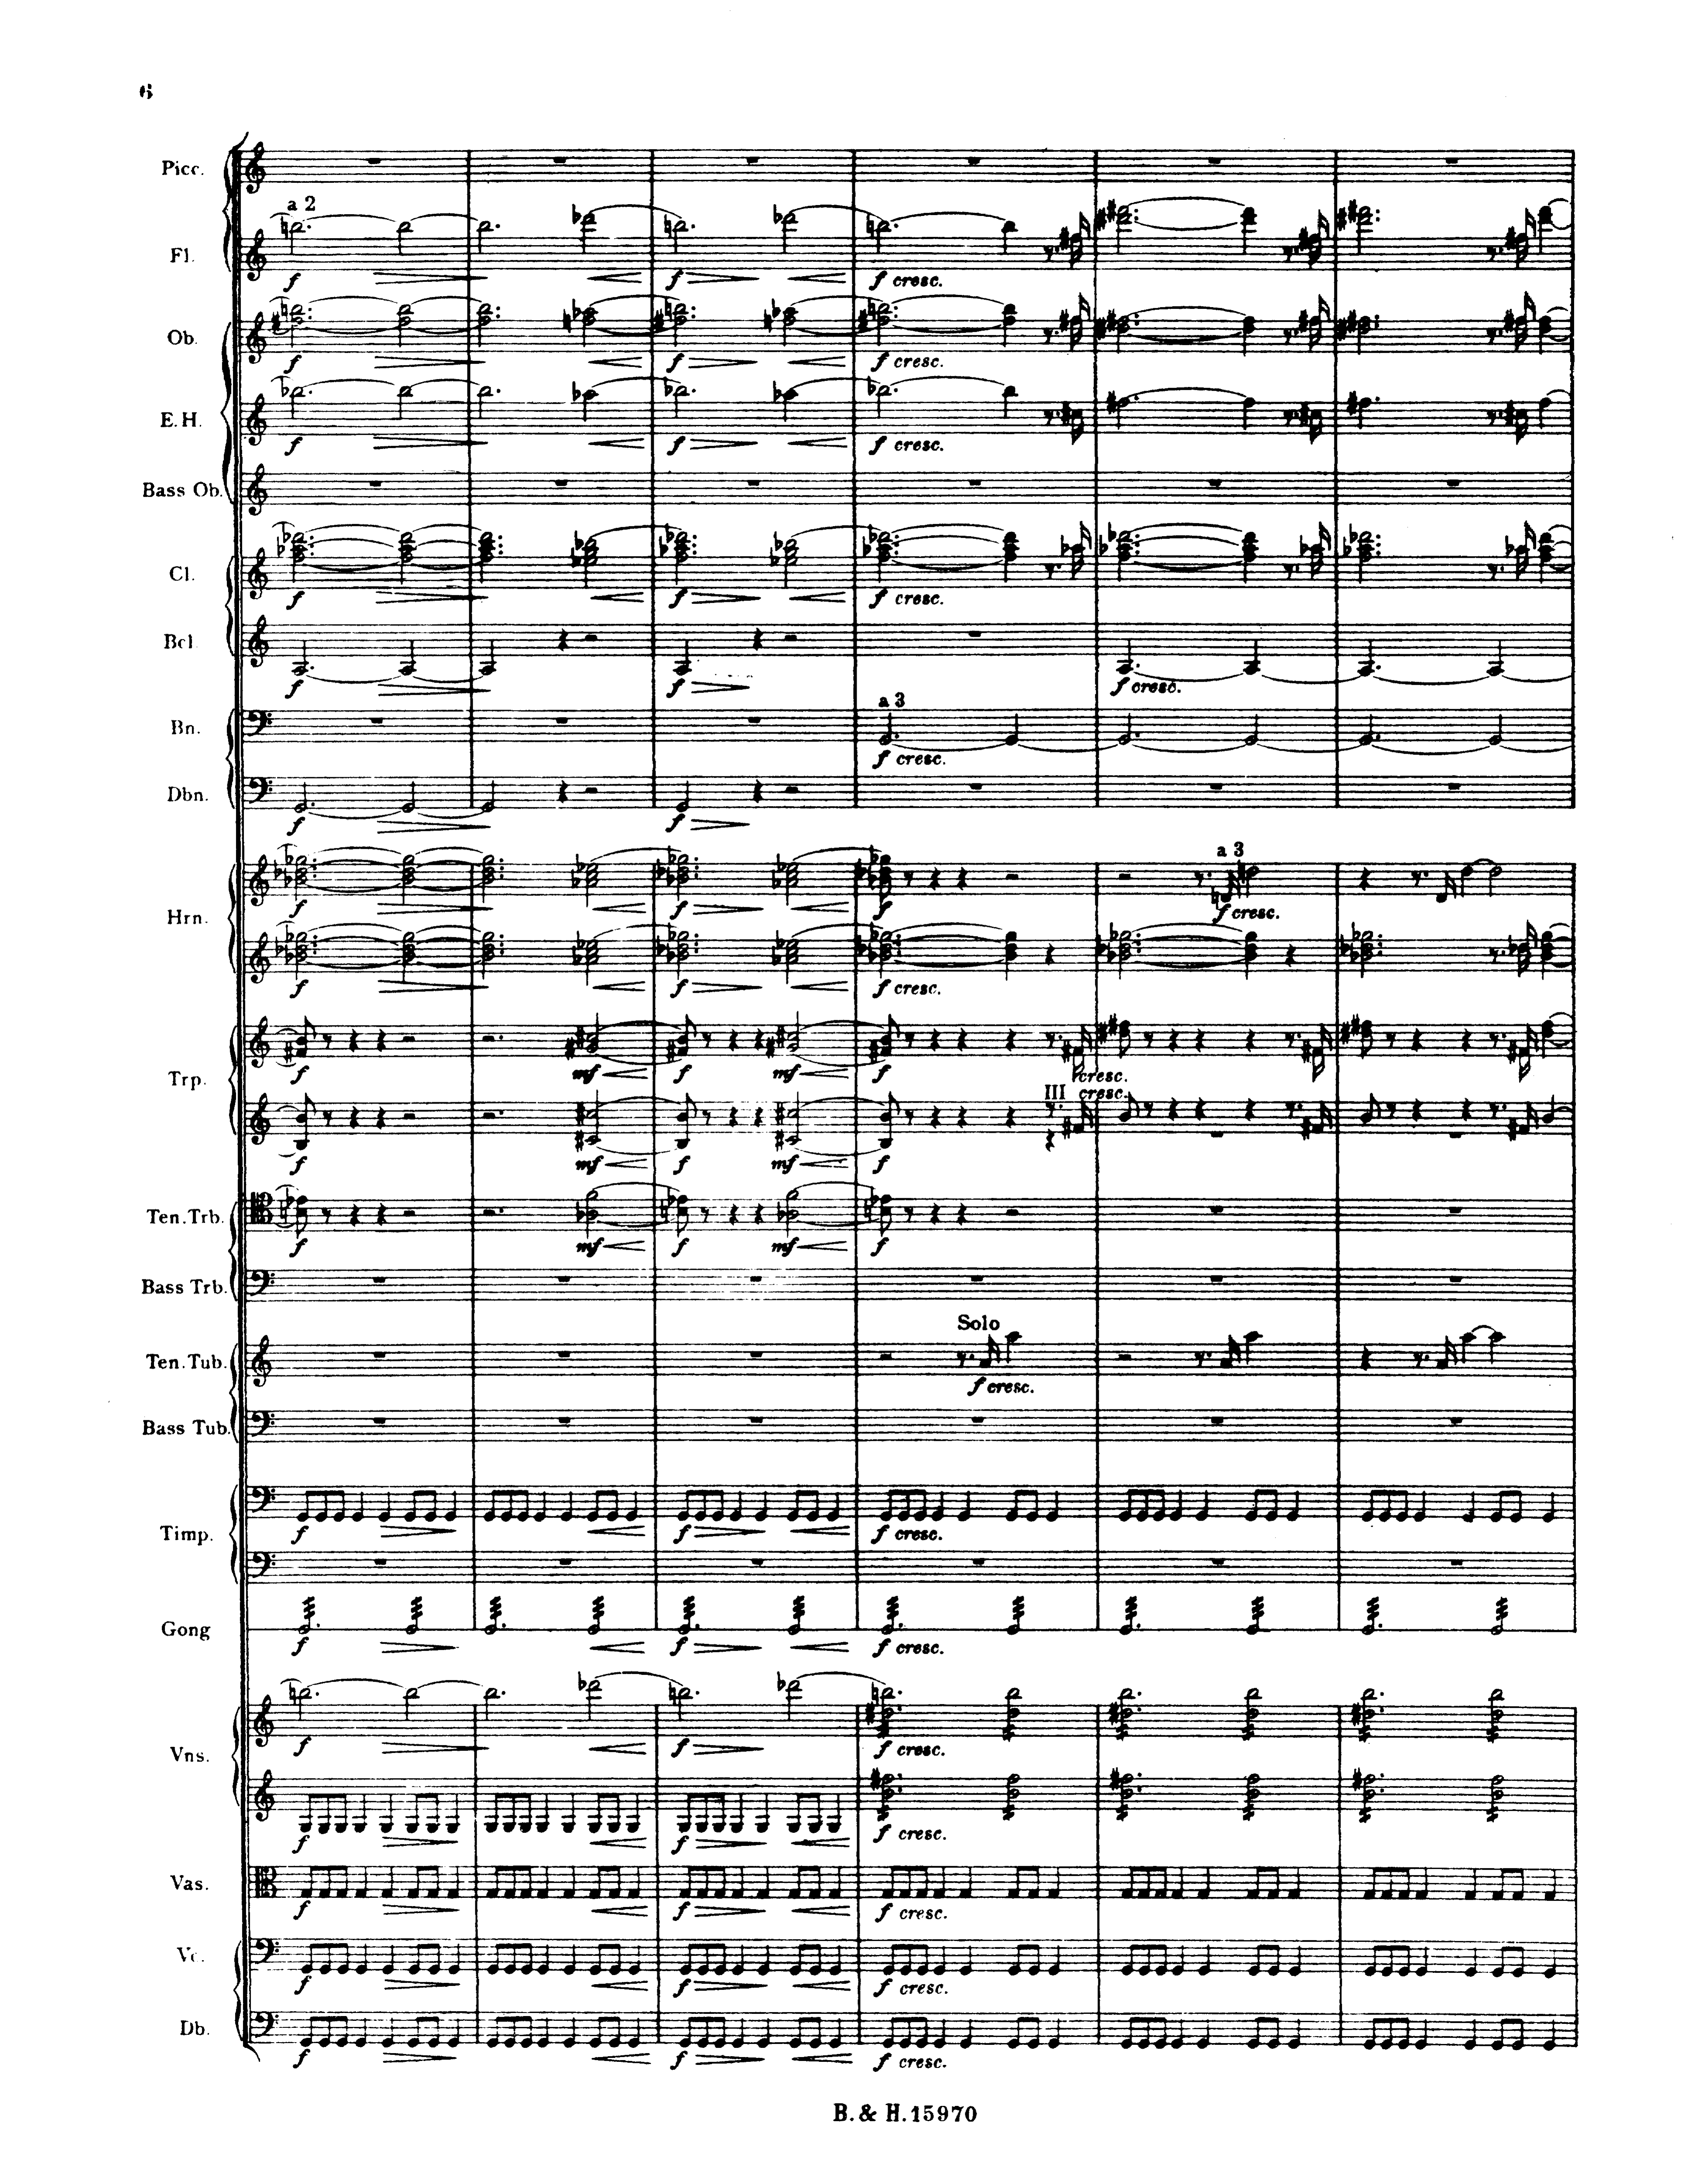 6
Picc.
a 2
Fl.
f
f
f cresc.
Ob.
f
f
f cresc.
E.H.
f
f
f cresc.
Bass Ob.
Cl.
f
f
f cresc.
Bcl.
f
f
f cresc.
a 3
Bn.
f cresc.
Dbn.
f
f
a 3
f
f
f
f cresc.
Hrn.
f
f
f cresc.
f
mf
f
mf
f
cresc.
Trp.
III cresc.
f
mf
f
mf
f
Ten.Trb.
f
mf
f
mf
f
Bass Trb.
Solo
Ten.Tub.
f cresc.
Bass Tub.
f
f
f cresc.
Timp.
Gong
f
f
f cresc.
f
f
f cresc.
Vns.
f
f
f cresc.
Vas.
f
f
f cresc.
Vc.
f
f
f cresc.
Db.
f
f
f cresc.
B. & H. 15970